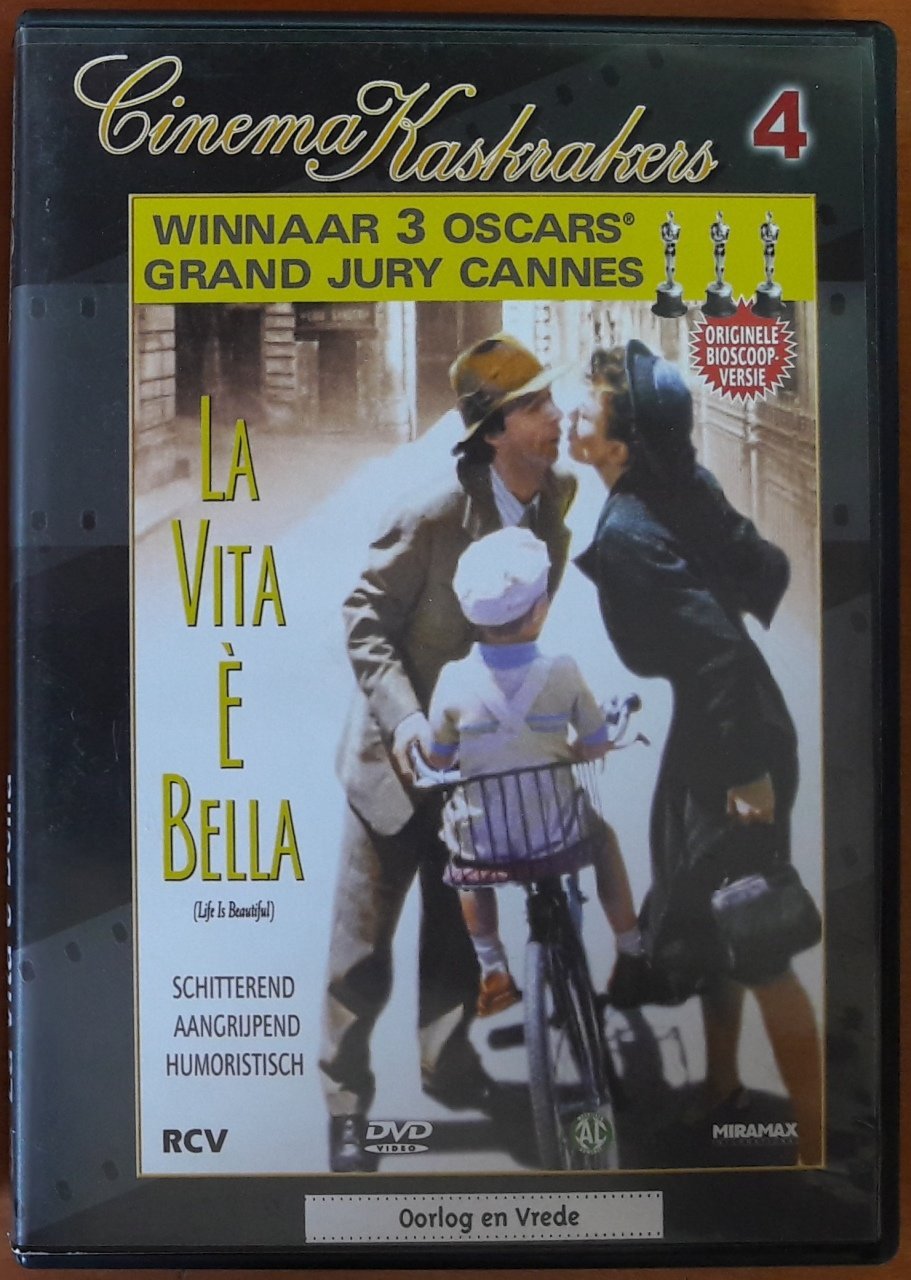 Cinema Kaskrakers 4
WINNAAR 3 OSCARS®
GRAND JURY CANNES
ORIGINELE
BIOSCOOP-
VERSIE
LA
VITA
È
BELLA
(Life Is Beautiful)
SCHITTEREND
AANGRIJPEND
HUMORISTISCH
RCV
DVD
VIDEO
AL
MIRAMAX
Oorlog en Vrede